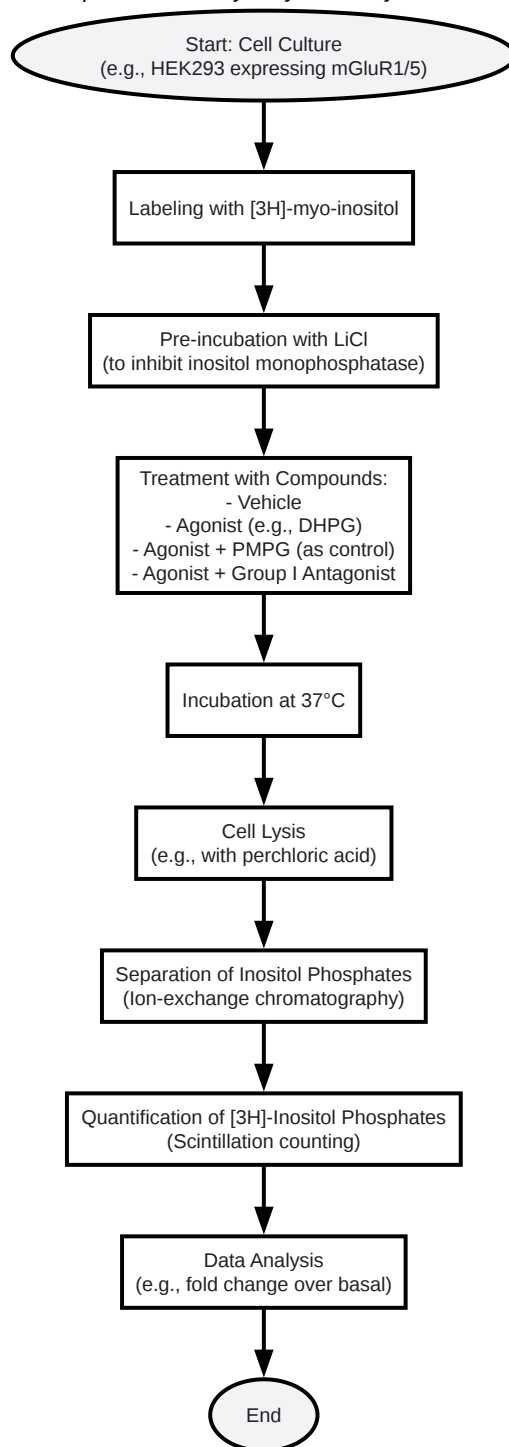 Start: Cell Culture
(e.g., HEK293 expressing mGluR1/5)
Labeling with [3H]-myo-inositol
Pre-incubation with LiCl
(to inhibit inositol monophosphatase)
Treatment with Compounds:
- Vehicle
- Agonist (e.g., DHPG)
- Agonist + PMPG (as control)
- Agonist + Group I Antagonist
Incubation at 37°C
Cell Lysis
(e.g., with perchloric acid)
Separation of Inositol Phosphates
(Ion-exchange chromatography)
Quantification of [3H]-Inositol Phosphates
(Scintillation counting)
Data Analysis
(e.g., fold change over basal)
End